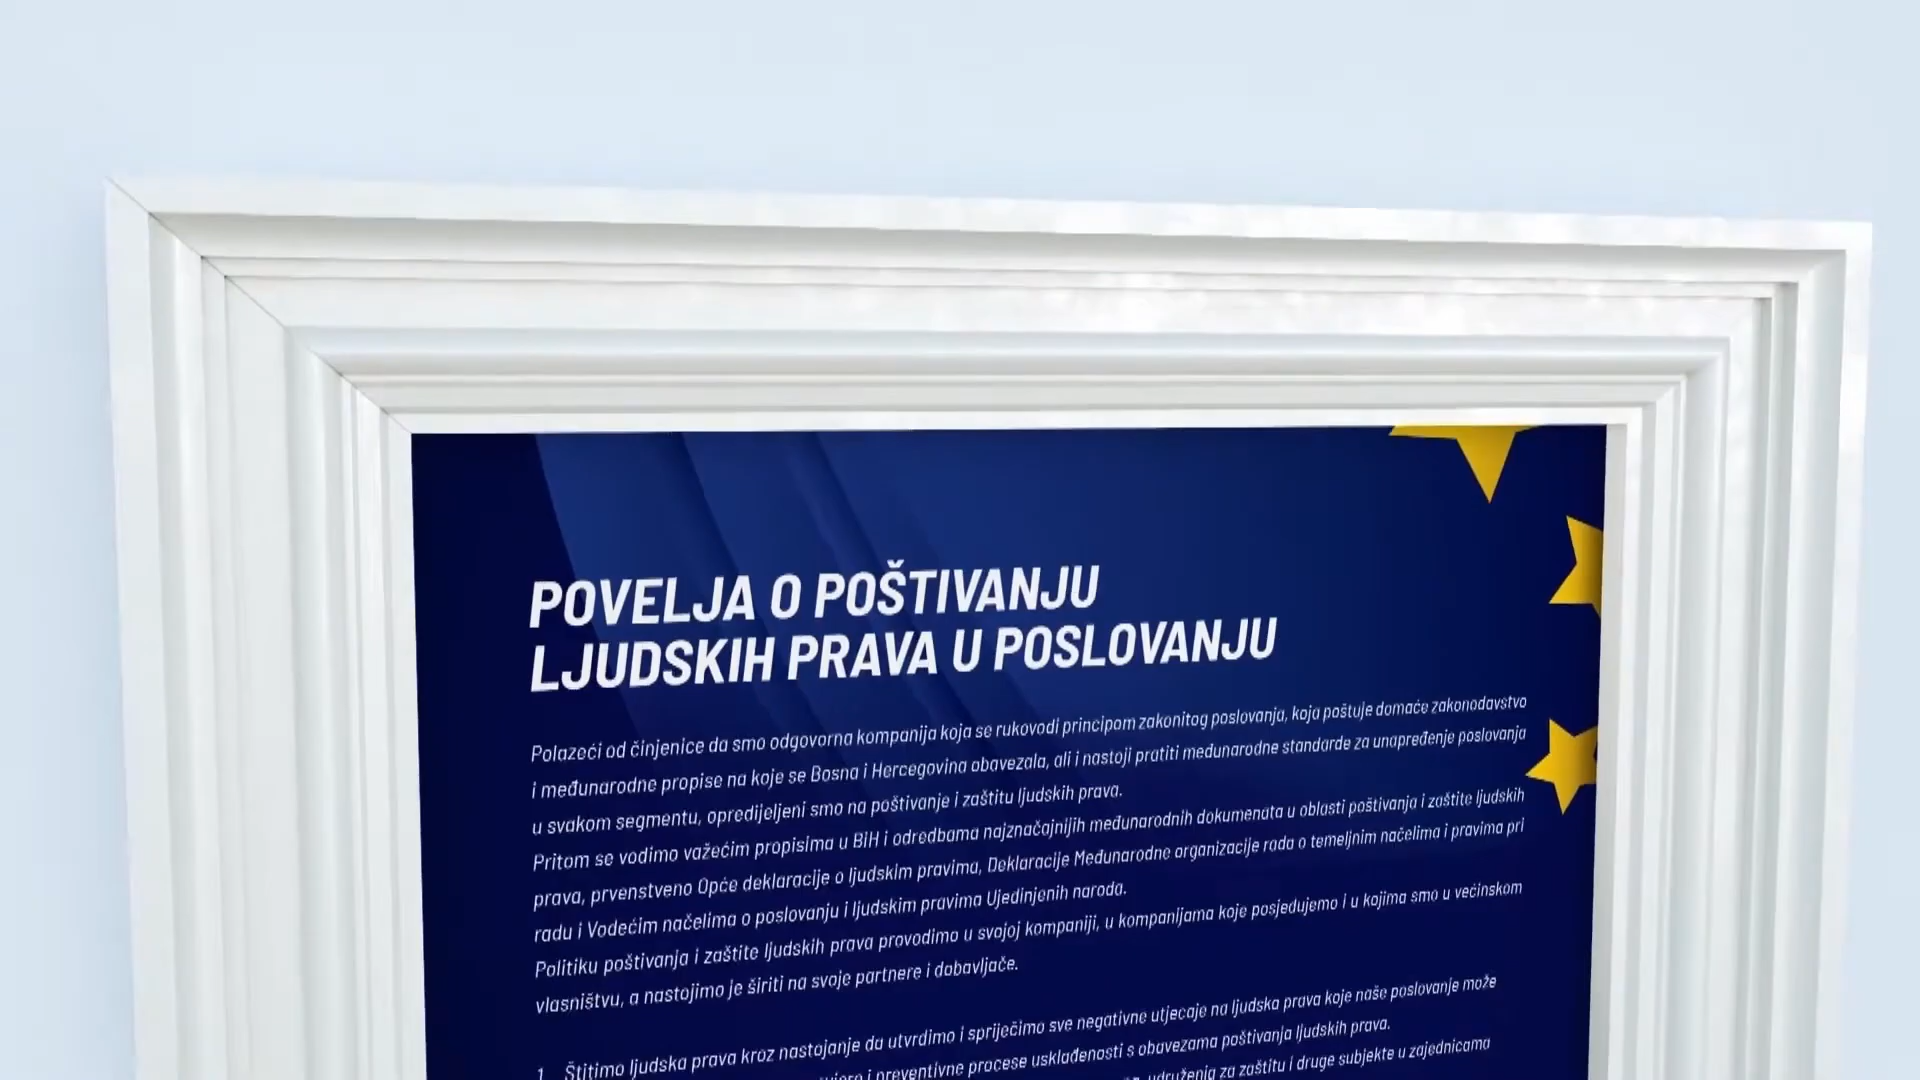 POVELJA O POŠTIVANJU
LJUDSKIH PRAVA U POSLOVANJU
Polazeći od činjenice da smo odgovorna kompanija koja se rukovodi principom zakonitog poslovanja, koja poštuje domaće zakonodavstvo
i međunarodne propise na koje se Bosna i Hercegovina obavezala, ali i nastoji pratiti međunarodne standarde za unapređenje poslovanja
u svakom segmentu, opredijeljeni smo na poštivanje i zaštitu ljudskih prava.
Pritom se vodimo važećim propisima u BiH i odredbama najznačajnijih međunarodnih dokumenata u oblasti poštivanja i zaštite ljudskih
prava, prvenstveno Opće deklaracije o ljudskim pravima, Deklaracije Međunarodne organizacije rada o temeljnim načelima i pravima pri
radu i Vodećim načelima o poslovanju i ljudskim pravima Ujedinjenih naroda.
Politiku poštivanja i zaštite ljudskih prava provodimo u svojoj kompaniji, u kompanijama koje posjedujemo i u kojima smo u većinskom
vlasništvu, a nastojimo je širiti na svoje partnere i dobavljače.
1. Štitimo ljudska prava kroz nastojanje da utvrdimo i spriječimo sve negativne utjecaje na ljudska prava koje naše poslovanje može
i preventivne procese usklađenosti s obavezama poštivanja ljudskih prava.
udruženja za zaštitu i druge subjekte u zajednicama